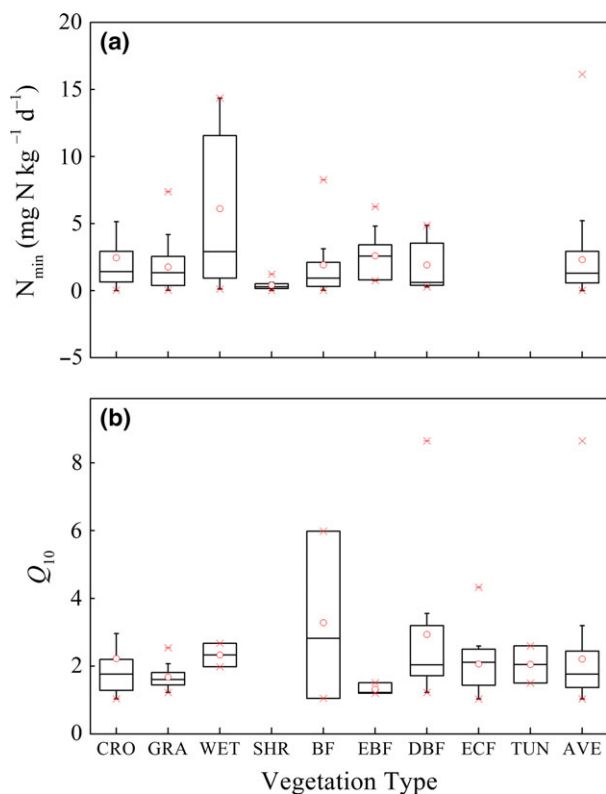 (a)
N_min (mg N kg⁻¹ d⁻¹)
20
15
10
5
0
−5
(b)
Q₁₀
8
6
4
2
0
CRO GRA WET SHR BF EBF DBF ECF TUN AVE
Vegetation Type